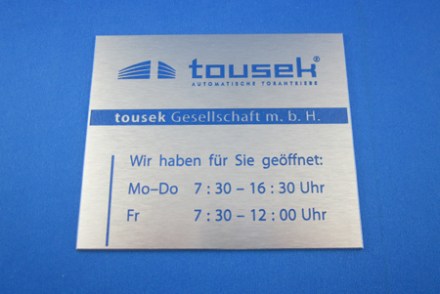 tousek®
AUTOMATISCHE TORANTRIEBE
tousek Gesellschaft m. b. H.
Wir haben für Sie geöffnet:
Mo–Do 7 : 30 – 16 : 30 Uhr
Fr 7 : 30 – 12 : 00 Uhr